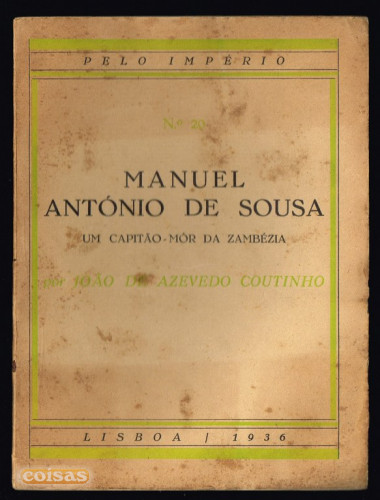 PELO IMPÉRIO
N.º 20
MANUEL
ANTÓNIO DE SOUSA
UM CAPITÃO-MÓR DA ZAMBÉZIA
por JOÃO DE AZEVEDO COUTINHO
LISBOA / 1936
coisas